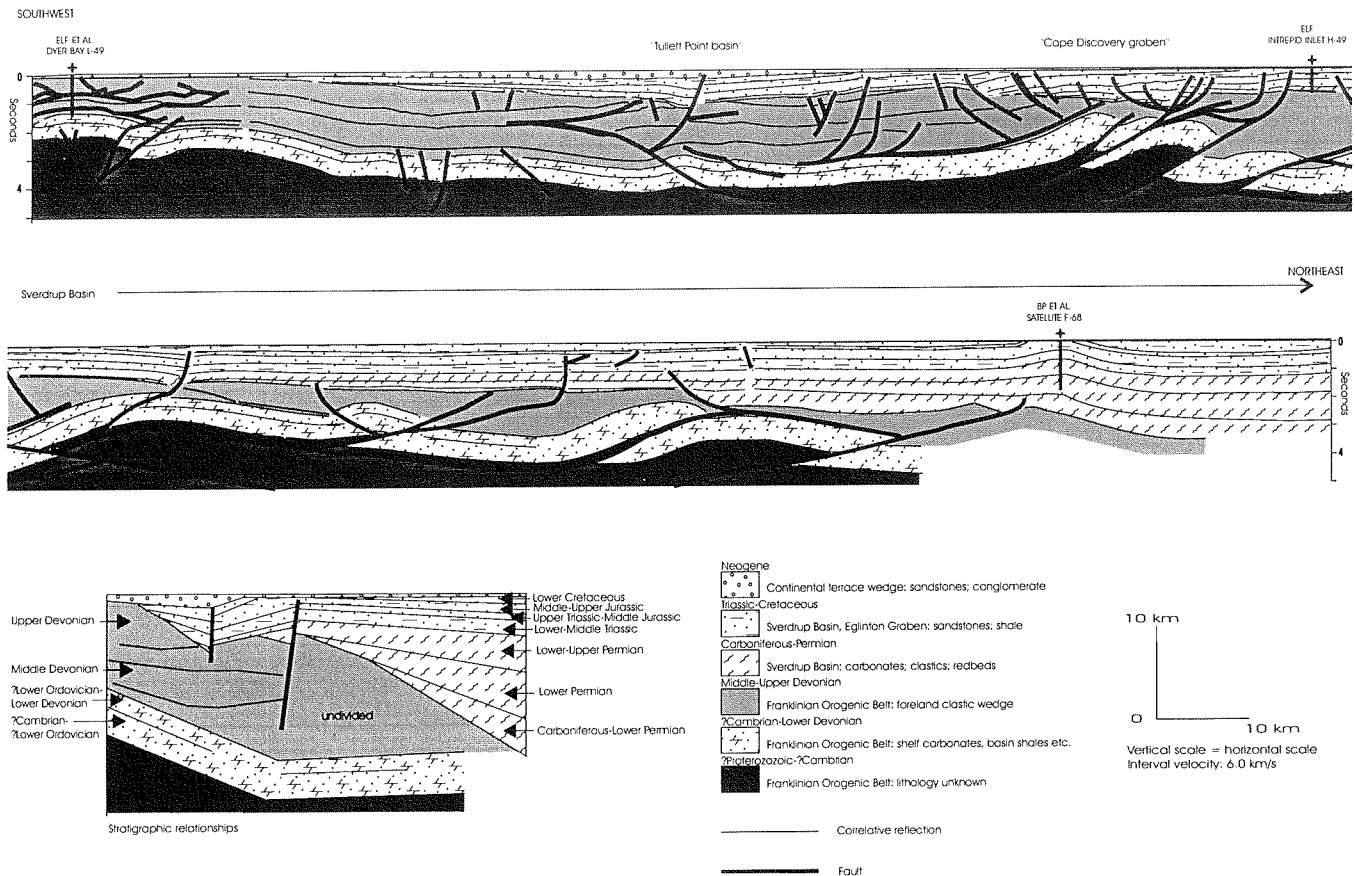 SOUTHWEST
ELF ET AL.
DYER BAY L-49
"Tullett Point basin"
"Cape Discovery graben"
ELF
INTREPID INLET H-49
0
Seconds
4
Sverdrup Basin
NORTHEAST
BP ET AL.
SATELLITE F-68
0
Seconds
4
Upper Devonian
Middle Devonian
?Lower Ordovician-
Lower Devonian
?Cambrian-
?Lower Ordovician
undivided
Lower Cretaceous
Middle-Upper Jurassic
Upper Triassic-Middle Jurassic
Lower-Middle Triassic
Lower-Upper Permian
Lower Permian
Carboniferous-Lower Permian
Stratigraphic relationships
Neogene
Continental terrace wedge: sandstones; conglomerate
Triassic-Cretaceous
Sverdrup Basin, Eglinton Graben: sandstones; shale
Carboniferous-Permian
Sverdrup Basin: carbonates; clastics; redbeds
Middle-Upper Devonian
Franklinian Orogenic Belt: foreland clastic wedge
?Cambrian-Lower Devonian
Franklinian Orogenic Belt: shelf carbonates, basin shales etc.
?Proterozozoic-?Cambrian
Franklinian Orogenic Belt: lithology unknown
Correlative reflection
Fault
10 km
0
10 km
Vertical scale = horizontal scale
Interval velocity: 6.0 km/s